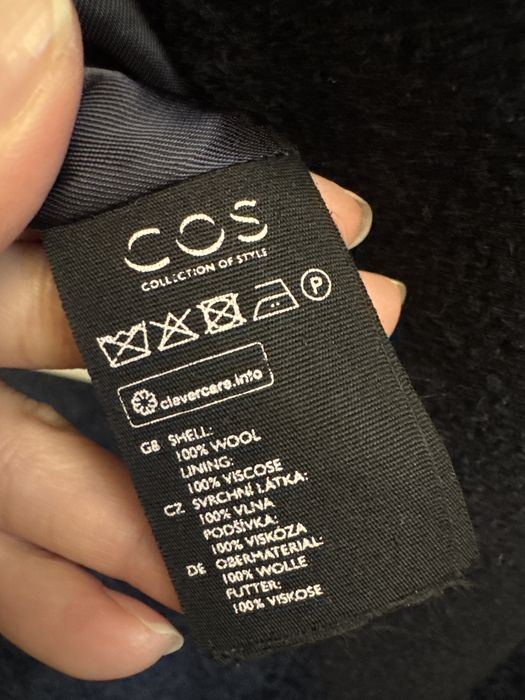 COS
COLLECTION OF STYLE
P
clevercare.info
GB SHELL:
100% WOOL
LINING:
100% VISCOSE
CZ SVRCHNÍ LÁTKA:
100% VLNA
PODŠÍVKA:
100% VISKÓZA
DE OBERMATERIAL:
100% WOLLE
FUTTER:
100% VISKOSE